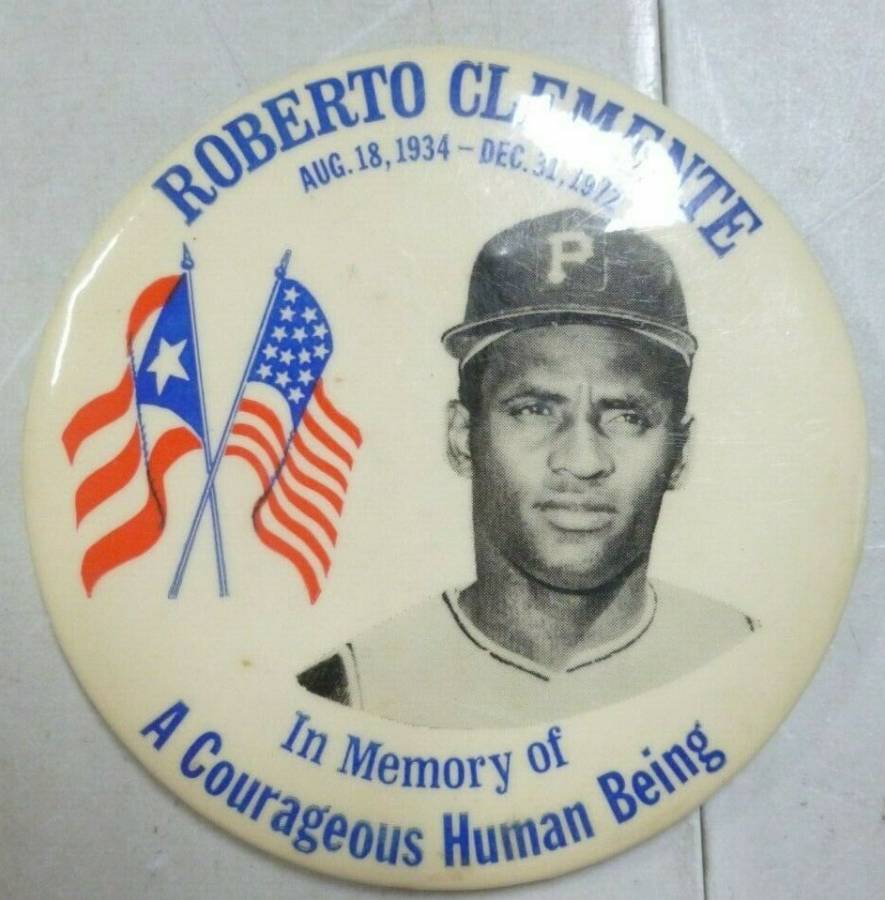 ROBERTO CLEMENTE
AUG. 18, 1934 – DEC. 31, 1972
P
In Memory of
A Courageous Human Being